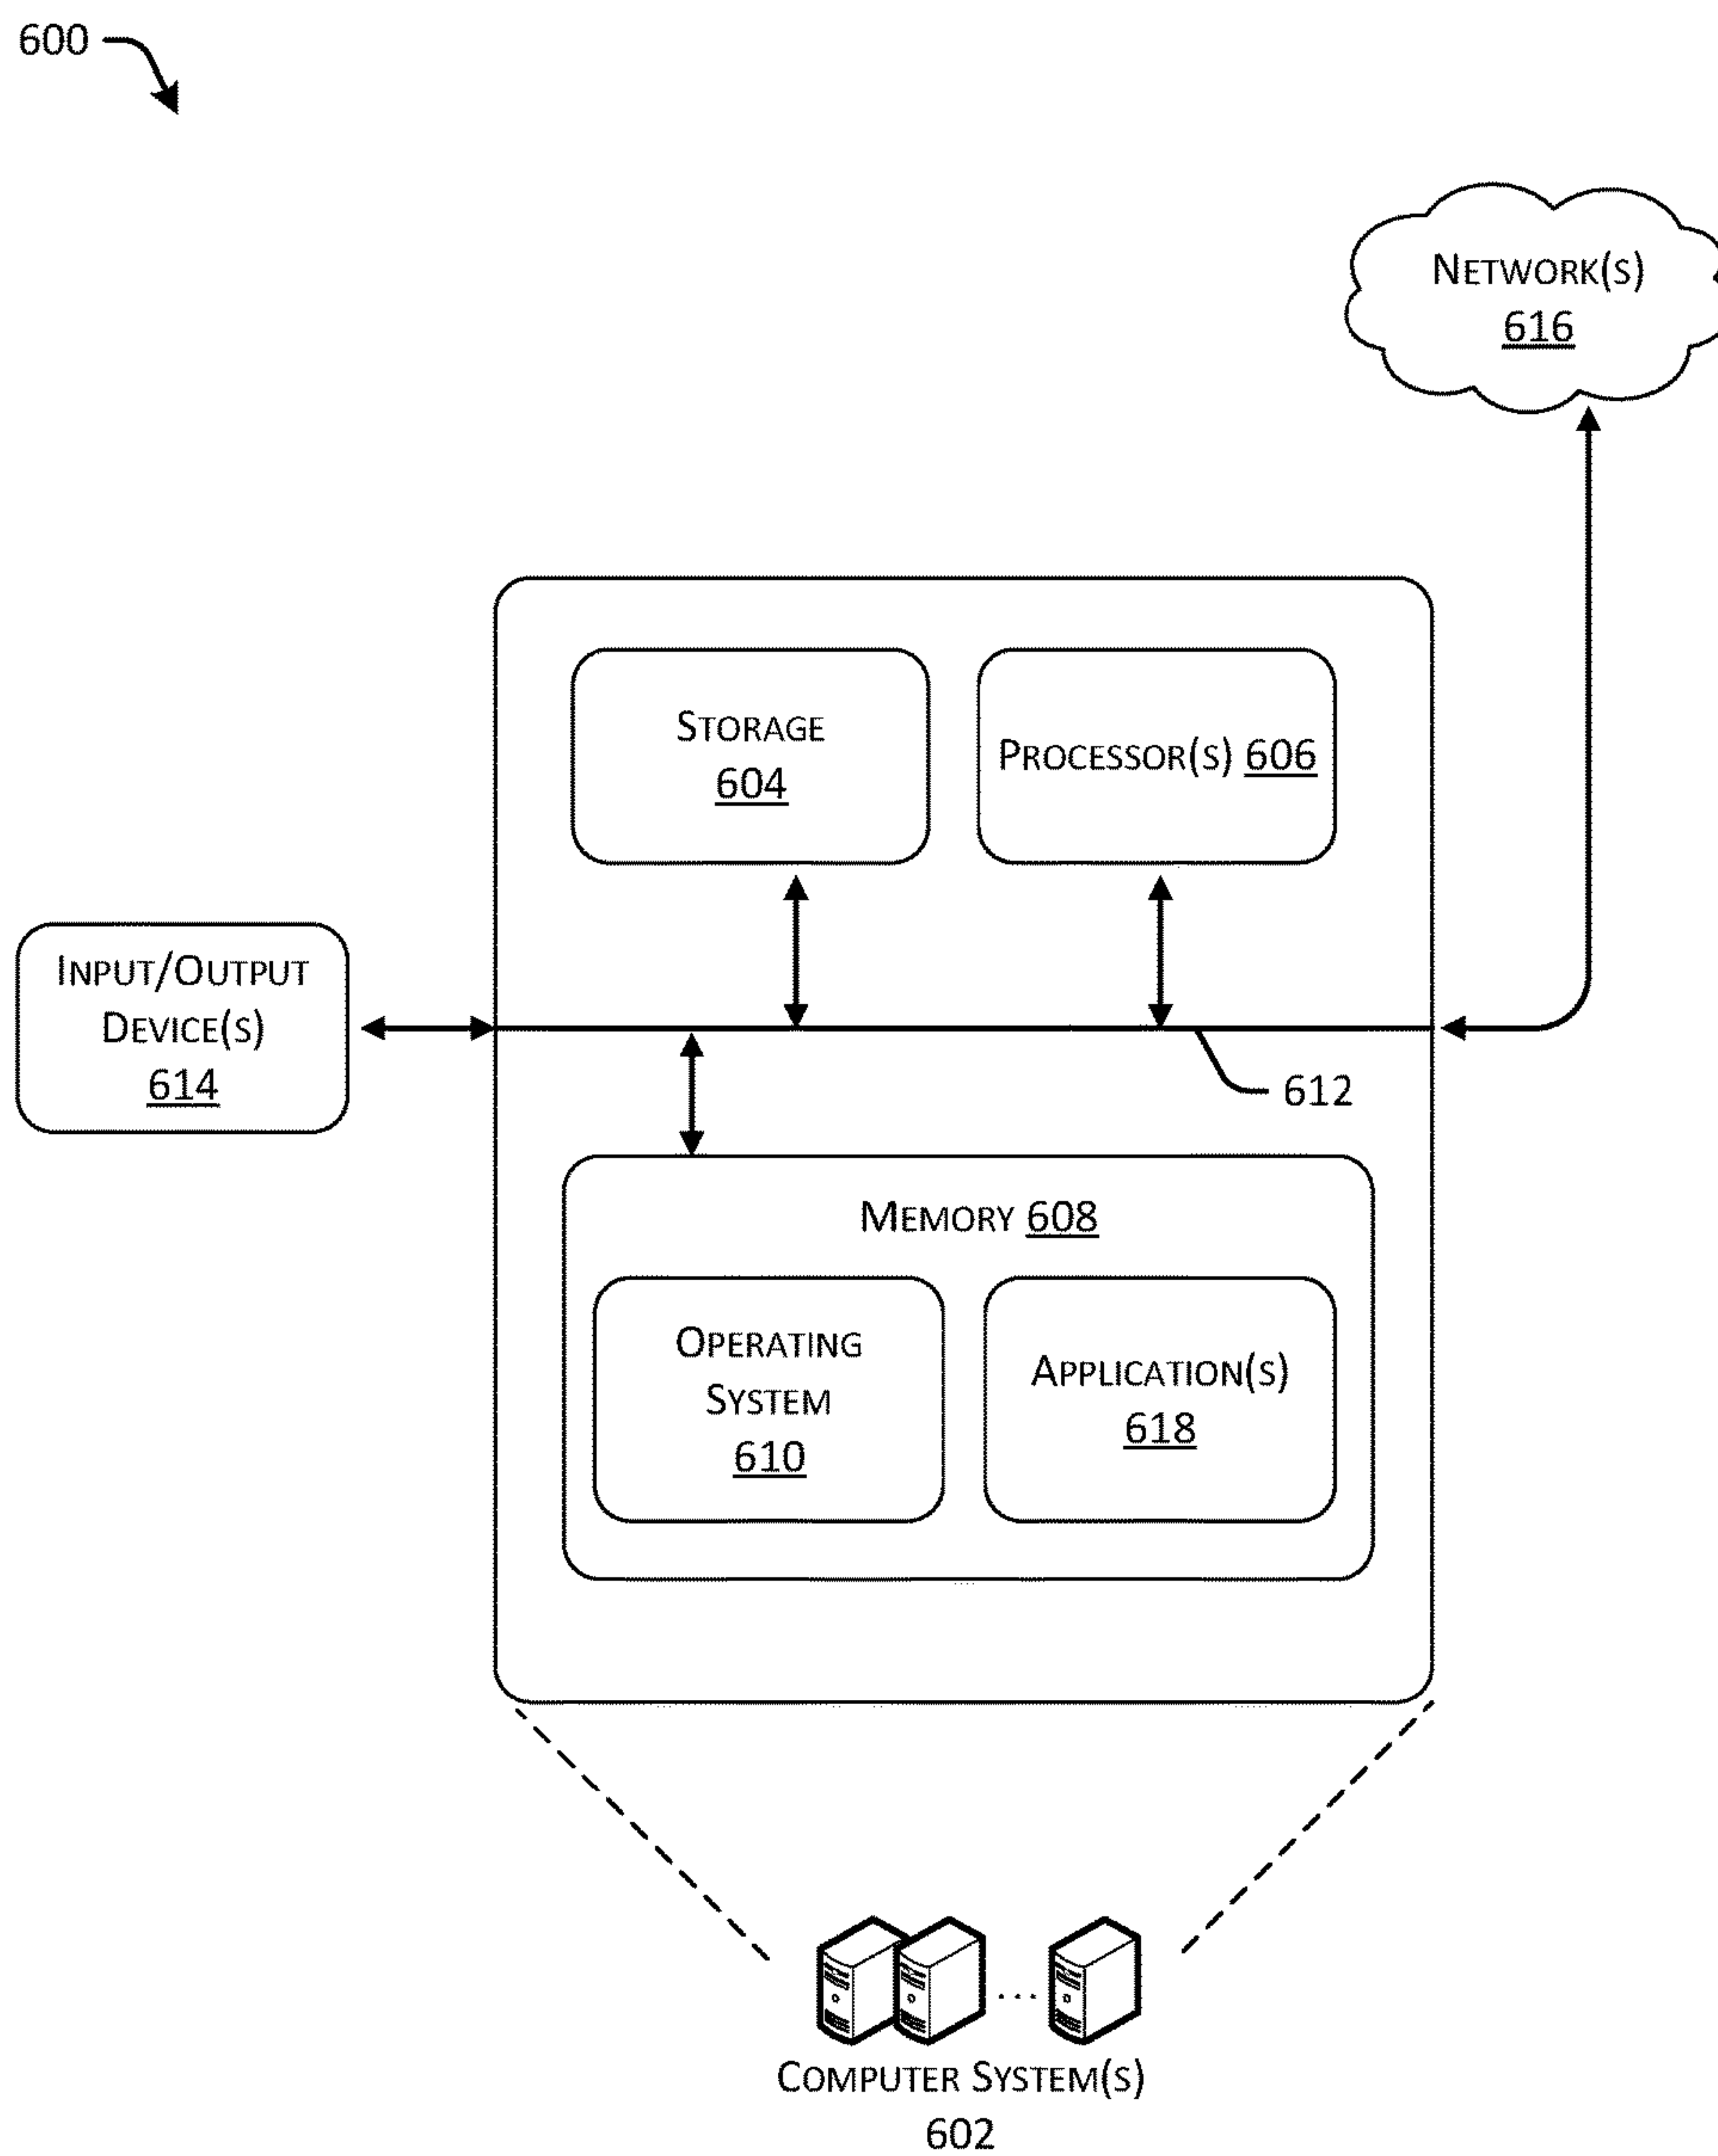 600
NETWORK(S)
616
STORAGE
604
PROCESSOR(S) 606
INPUT/OUTPUT
DEVICE(S)
614
612
MEMORY 608
OPERATING
SYSTEM
610
APPLICATION(S)
618
...
COMPUTER SYSTEM(S)
602